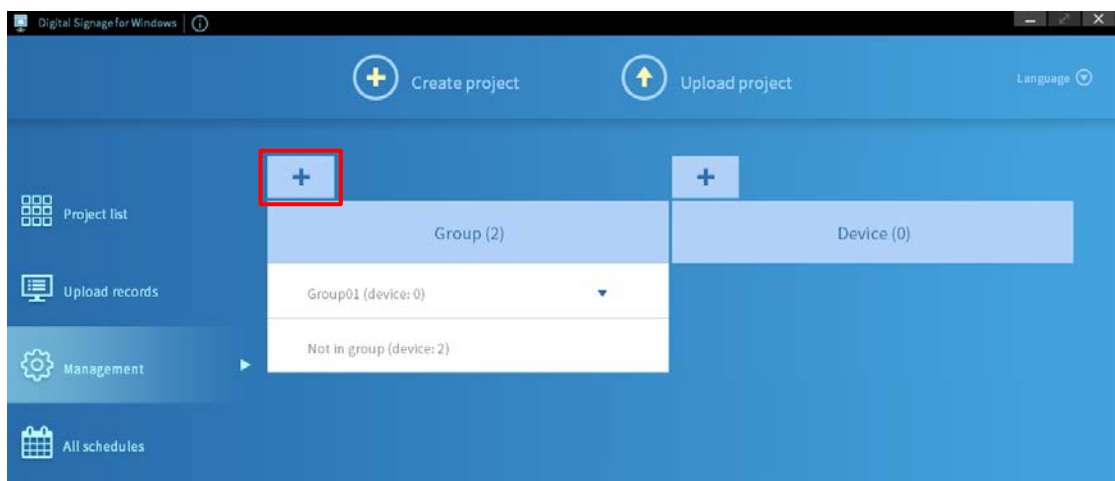 Digital Signage for Windows
Create project
Upload project
Language
Project list
Upload records
Management
All schedules
Group (2)
Device (0)
Group01 (device: 0)
Not in group (device: 2)